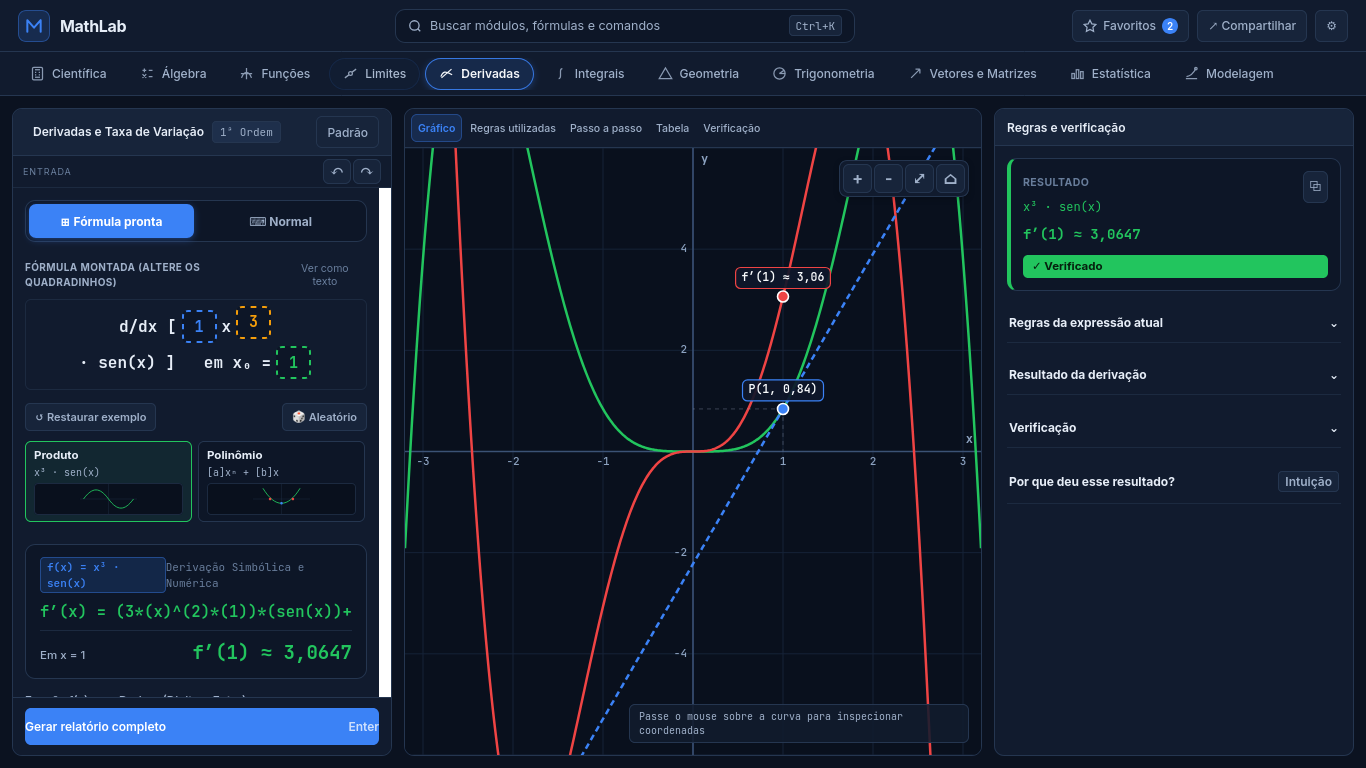 MathLab
Buscar módulos, fórmulas e comandos
Ctrl+K
Favoritos 2
Compartilhar
Científica
Álgebra
Funções
Limites
Derivadas
Integrais
Geometria
Trigonometria
Vetores e Matrizes
Estatística
Modelagem
Derivadas e Taxa de Variação
1ª Ordem
Padrão
ENTRADA
Fórmula pronta
Normal
FÓRMULA MONTADA (ALTERE OS
QUADRADINHOS)
Ver como
texto
d/dx [ 1 x 3
· sen(x) ] em x₀ = 1
↺ Restaurar exemplo
🎲 Aleatório
Produto
x³ · sen(x)
Polinômio
[a]xⁿ + [b]x
f(x) = x³ ·
sen(x)
Derivação Simbólica e
Numérica
f’(x) = (3*(x)^(2)*(1))*(sen(x))+
Em x = 1
f’(1) ≈ 3,0647
Gerar relatório completo
Enter
Gráfico
Regras utilizadas
Passo a passo
Tabela
Verificação
y
+
-
4
f’(1) ≈ 3,06
2
P(1, 0,84)
x
-3
-2
-1
1
2
3
-2
-4
Passe o mouse sobre a curva para inspecionar
coordenadas
Regras e verificação
RESULTADO
x³ · sen(x)
f’(1) ≈ 3,0647
✓ Verificado
Regras da expressão atual
Resultado da derivação
Verificação
Por que deu esse resultado?
Intuição